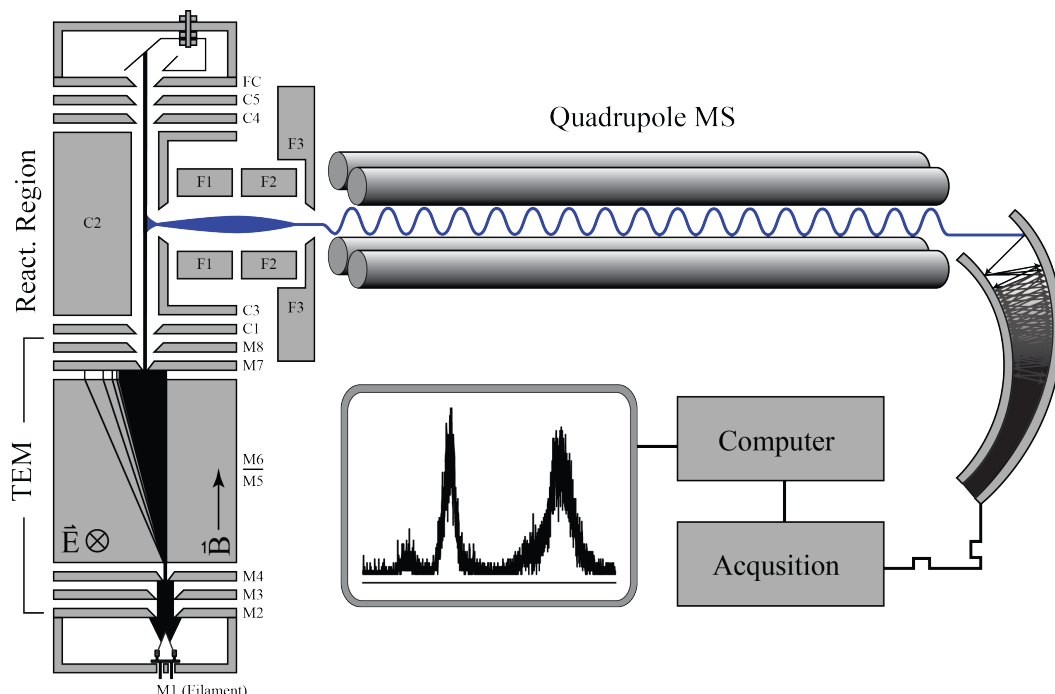 FC
C5
C4
Quadrupole MS
F3
F1
F2
React. Region
C2
F1
F2
C3
F3
C1
M8
M7
TEM
M6
M5
E
B
M4
M3
M2
M1 (Filament)
Computer
Acqusition